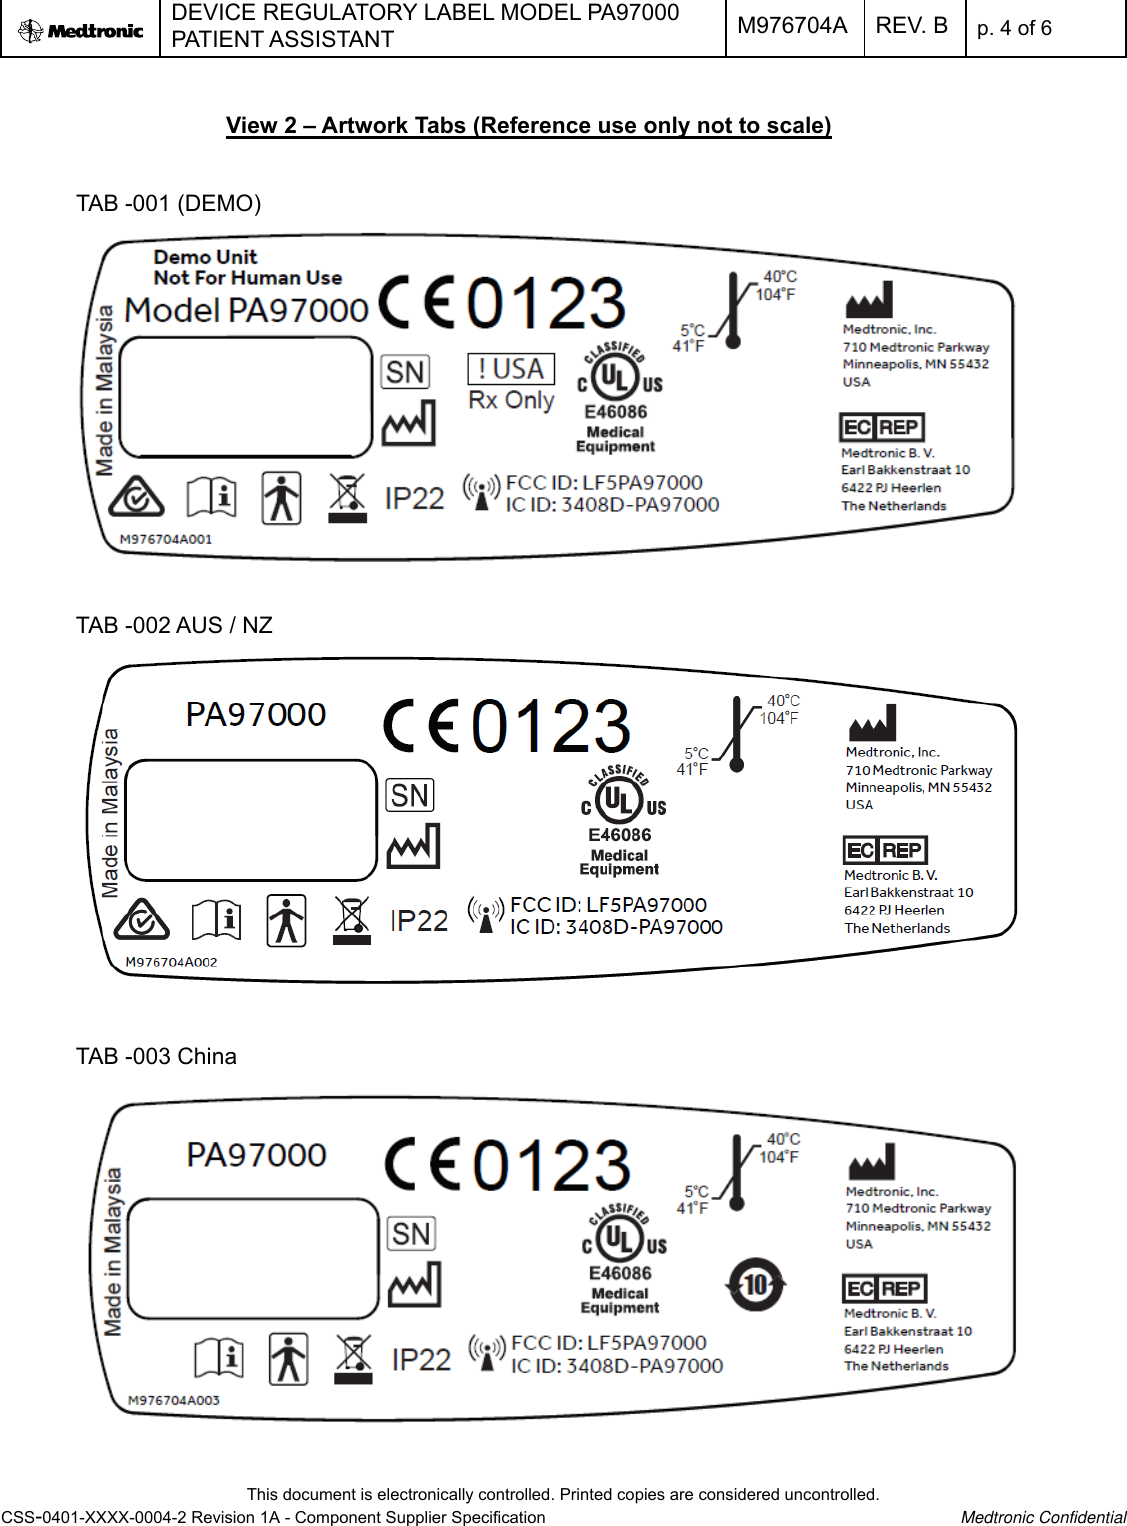 Medtronic
DEVICE REGULATORY LABEL MODEL PA97000
PATIENT ASSISTANT
M976704A
REV. B
p. 4 of 6
View 2 – Artwork Tabs (Reference use only not to scale)
TAB -001 (DEMO)
Demo Unit
Not For Human Use
Model PA97000
CE0123
40°C
104°F
5°C
41°F
Medtronic, Inc.
710 Medtronic Parkway
Minneapolis, MN 55432
USA
Made in Malaysia
SN
! USA
Rx Only
CLASSIFIED
C UL US
E46086
Medical
Equipment
EC REP
Medtronic B. V.
Earl Bakkenstraat 10
6422 PJ Heerlen
The Netherlands
IP22
FCC ID: LF5PA97000
IC ID: 3408D-PA97000
M976704A001
TAB -002 AUS / NZ
PA97000
CE0123
40°C
104°F
5°C
41°F
Medtronic, Inc.
710 Medtronic Parkway
Minneapolis, MN 55432
USA
Made in Malaysia
SN
CLASSIFIED
C UL US
E46086
Medical
Equipment
EC REP
Medtronic B. V.
Earl Bakkenstraat 10
6422 PJ Heerlen
The Netherlands
IP22
FCC ID: LF5PA97000
IC ID: 3408D-PA97000
M976704A002
TAB -003 China
PA97000
CE0123
40°C
104°F
5°C
41°F
Medtronic, Inc.
710 Medtronic Parkway
Minneapolis, MN 55432
USA
Made in Malaysia
SN
CLASSIFIED
C UL US
E46086
Medical
Equipment
10
EC REP
Medtronic B. V.
Earl Bakkenstraat 10
6422 PJ Heerlen
The Netherlands
IP22
FCC ID: LF5PA97000
IC ID: 3408D-PA97000
M976704A003
This document is electronically controlled. Printed copies are considered uncontrolled.
CSS-0401-XXXX-0004-2 Revision 1A - Component Supplier Specification
Medtronic Confidential